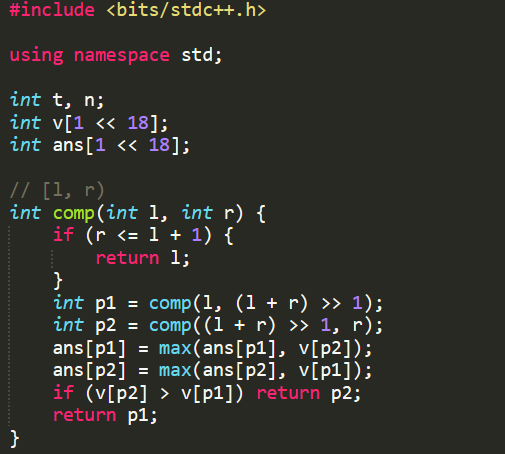 #include <bits/stdc++.h>
using namespace std;
int t, n;
int v[1 << 18];
int ans[1 << 18];
// [l, r)
int comp(int l, int r) {
if (r <= l + 1) {
return l;
}
int p1 = comp(l, (l + r) >> 1);
int p2 = comp((l + r) >> 1, r);
ans[p1] = max(ans[p1], v[p2]);
ans[p2] = max(ans[p2], v[p1]);
if (v[p2] > v[p1]) return p2;
return p1;
}